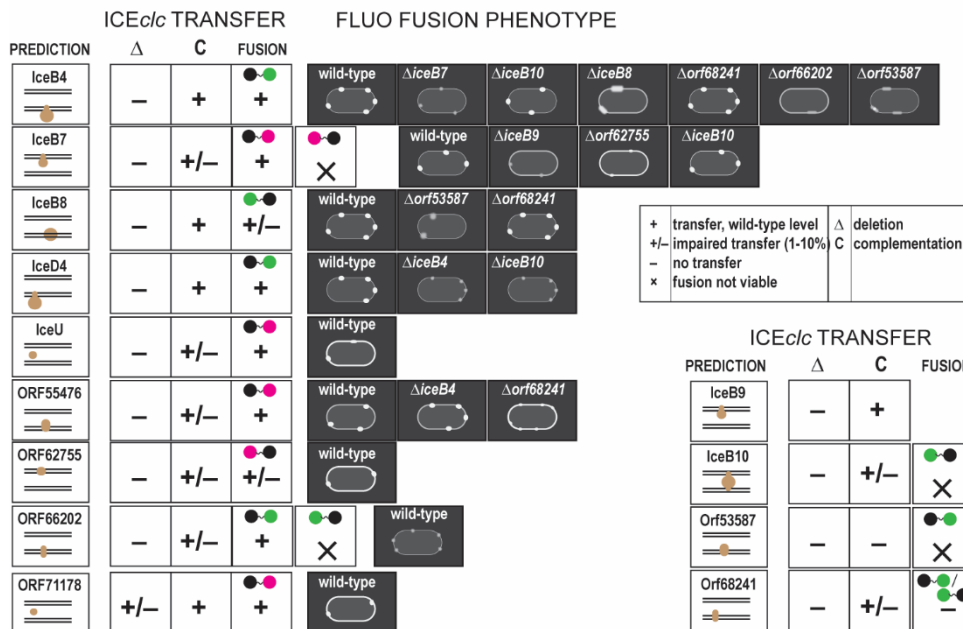 ICEclc TRANSFER FLUO FUSION PHENOTYPE
PREDICTION Δ C FUSION
IceB4 − + +
wild-type ΔiceB7 ΔiceB10 ΔiceB8 Δorf68241 Δorf66202 Δorf53587
IceB7 − +/− + ×
wild-type ΔiceB9 Δorf62755 ΔiceB10
IceB8 − + +/−
wild-type Δorf53587 Δorf68241
IceD4 − + +
wild-type ΔiceB4 ΔiceB10
IceU − +/− +
wild-type
ORF55476 − +/− +
wild-type ΔiceB4 Δorf68241
ORF62755 − +/− +/−
wild-type
ORF66202 − +/− + ×
wild-type
ORF71178 +/− + +
wild-type
+ transfer, wild-type level Δ deletion
+/− impaired transfer (1-10%) C complementation
− no transfer
× fusion not viable
ICEclc TRANSFER
PREDICTION Δ C FUSION
IceB9 − +
IceB10 − +/− ×
Orf53587 − − ×
Orf68241 − +/− / −